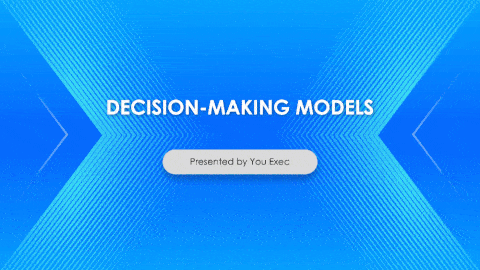 DECISION-MAKING MODELS
Presented by You Exec